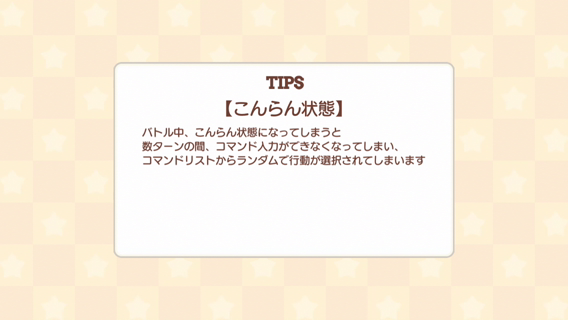 TIPS
【こんらん状態】
バトル中、こんらん状態になってしまうと
数ターンの間、コマンド入力ができなくなってしまい、
コマンドリストからランダムで行動が選択されてしまいます